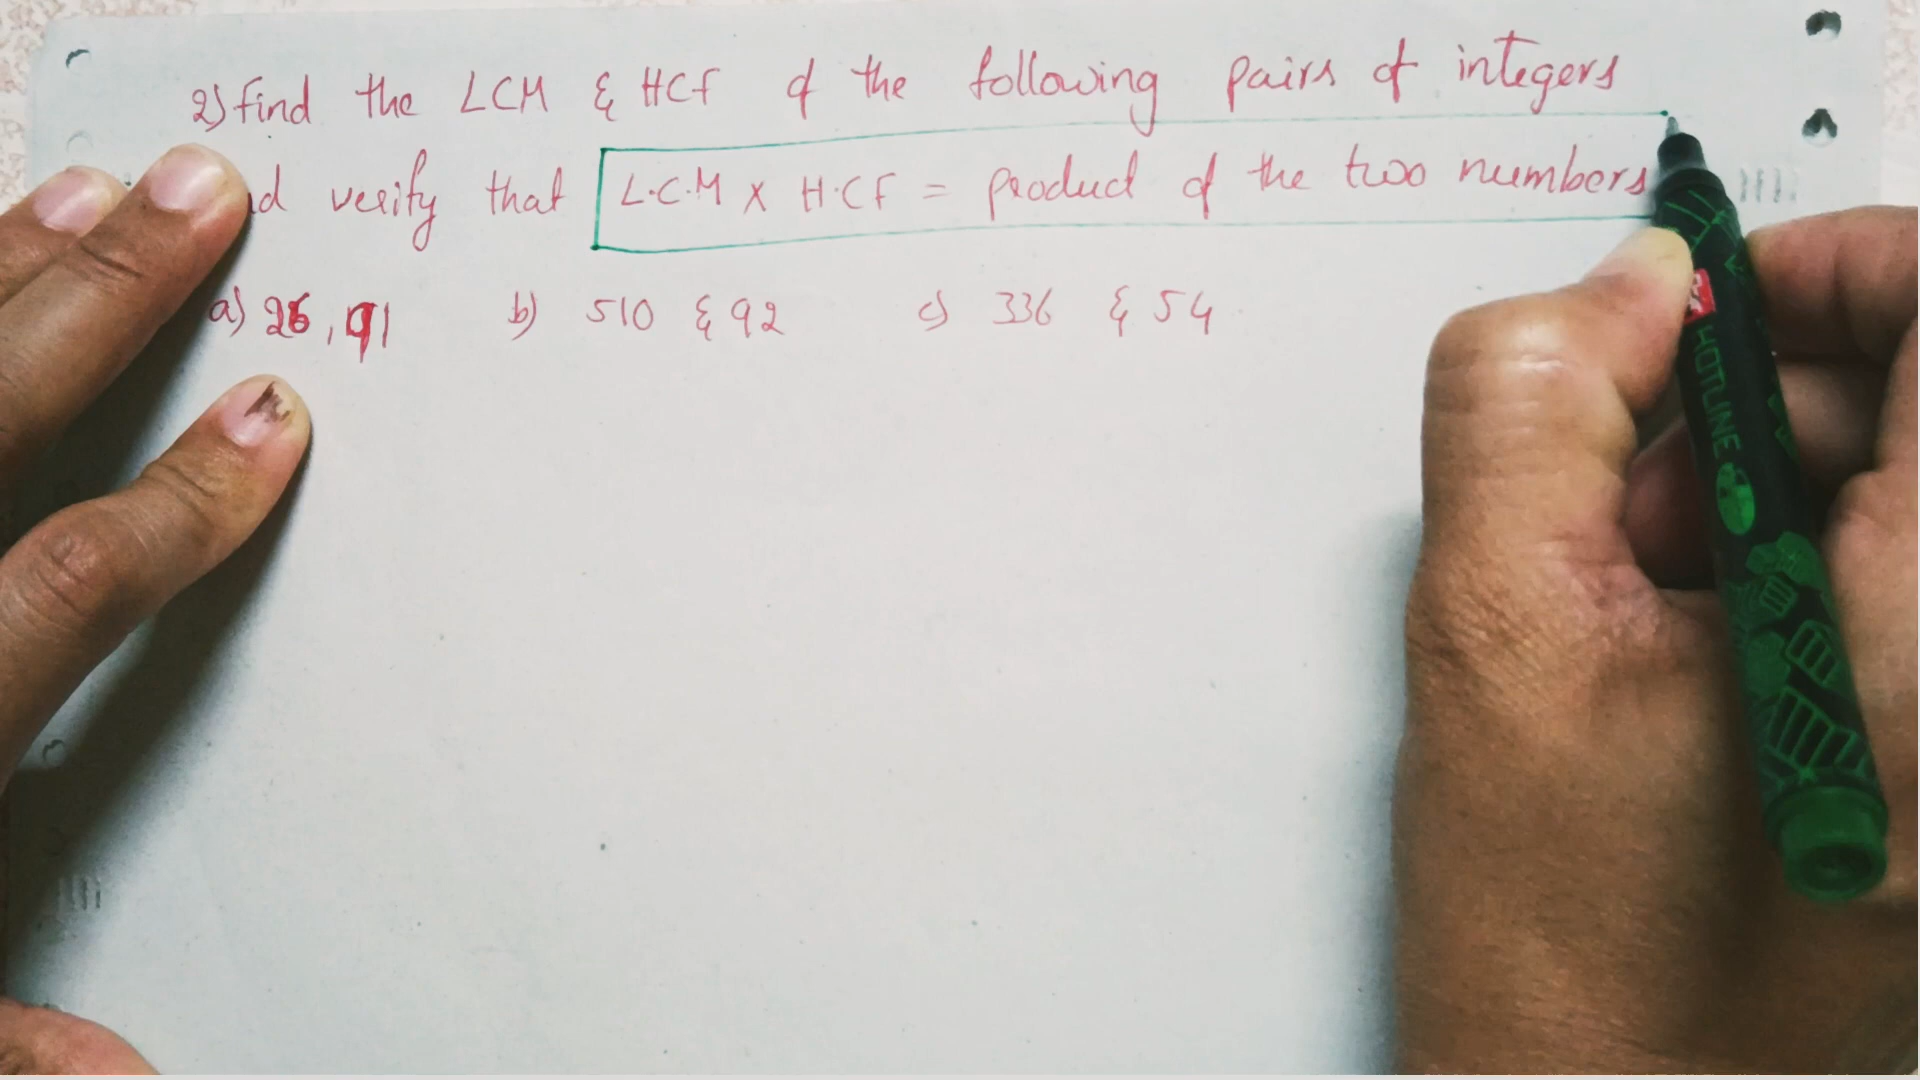 2) find the LCM & HCF of the following pairs of integers
nd verify that L.C.M x H.CF = product of the two numbers
a) 26, 91 b) 510 & 92 c) 336 & 54
HOTLINE